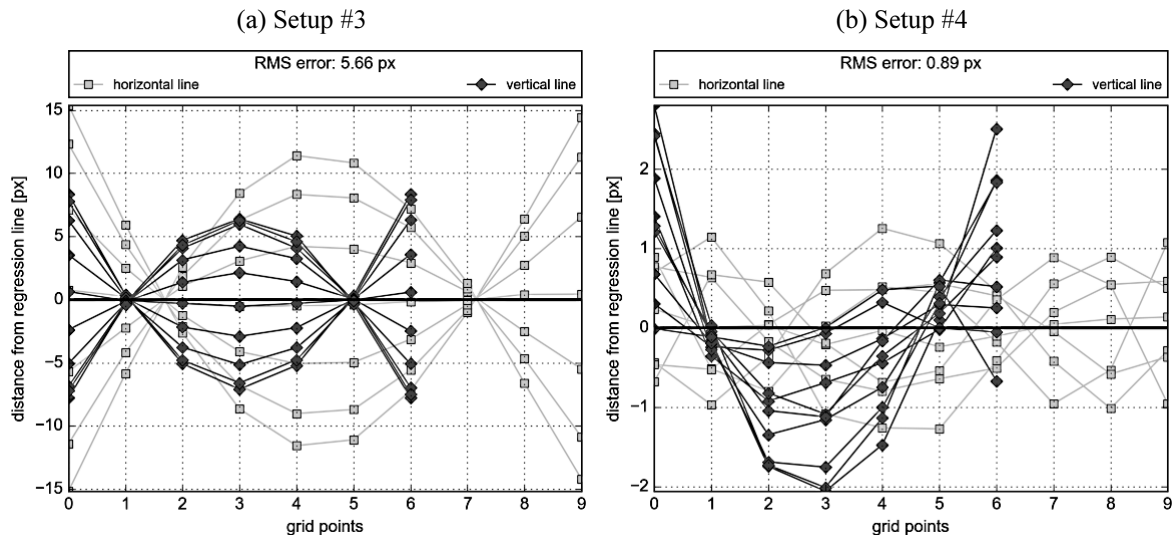 (a) Setup #3
RMS error: 5.66 px
horizontal line
vertical line
15
10
5
0
−5
−10
−15
distance from regression line [px]
0 1 2 3 4 5 6 7 8 9
grid points
(b) Setup #4
RMS error: 0.89 px
horizontal line
vertical line
2
1
0
−1
−2
distance from regression line [px]
0 1 2 3 4 5 6 7 8 9
grid points